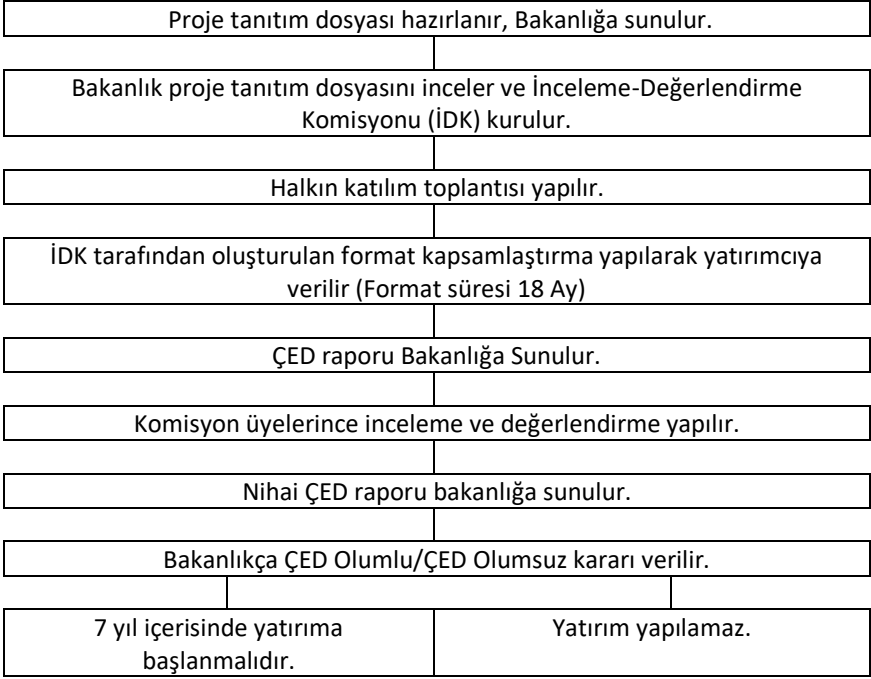 Proje tanıtım dosyası hazırlanır, Bakanlığa sunulur.
Bakanlık proje tanıtım dosyasını inceler ve İnceleme-Değerlendirme
Komisyonu (İDK) kurulur.
Halkın katılım toplantısı yapılır.
İDK tarafından oluşturulan format kapsamlaştırma yapılarak yatırımcıya
verilir (Format süresi 18 Ay)
ÇED raporu Bakanlığa Sunulur.
Komisyon üyelerince inceleme ve değerlendirme yapılır.
Nihai ÇED raporu bakanlığa sunulur.
Bakanlıkça ÇED Olumlu/ÇED Olumsuz kararı verilir.
7 yıl içerisinde yatırıma
başlanmalıdır.
Yatırım yapılamaz.